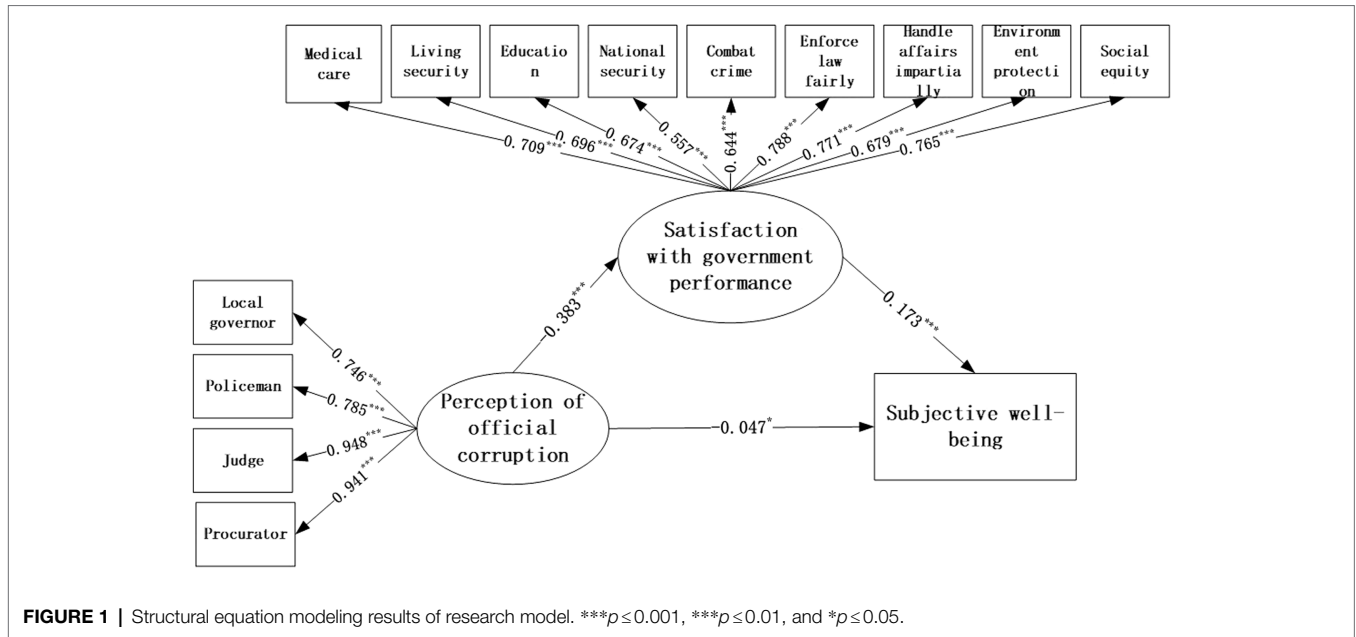 Medical
care
Living
security
Educatio
n
National
security
Combat
crime
Enforce
law
fairly
Handle
affairs
impartia
lly
Environ
ment
protecti
on
Social
equity
0.709***
0.696***
0.674***
0.557***
0.644***
0.788***
0.771***
0.679***
0.765***
Satisfaction
with government
performance
Local
governor
Policeman
Judge
Procurator
0.746***
0.785***
0.948***
0.941***
-0.383***
0.173***
Perception of
official
corruption
-0.047*
Subjective well-
being
FIGURE 1 | Structural equation modeling results of research model. ***p≤0.001, ***p≤0.01, and *p≤0.05.